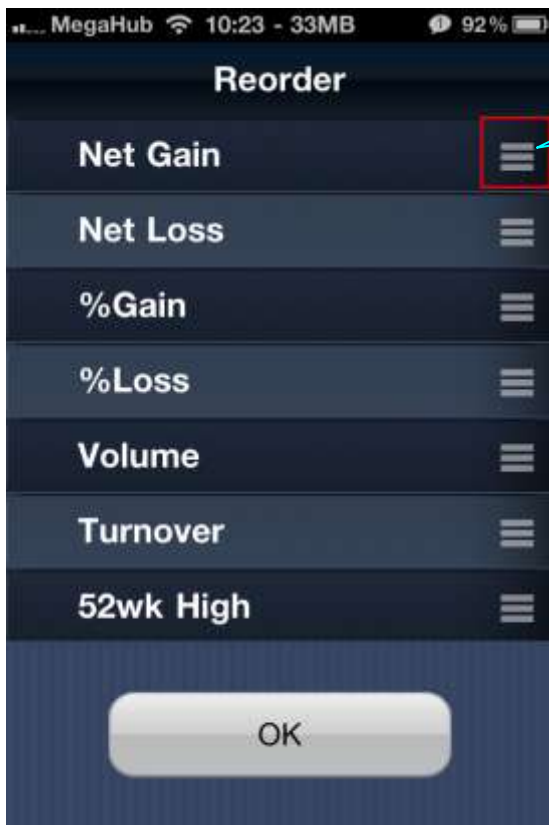 MegaHub 10:23 - 33MB 92%
Reorder
Net Gain
Net Loss
%Gain
%Loss
Volume
Turnover
52wk High
OK